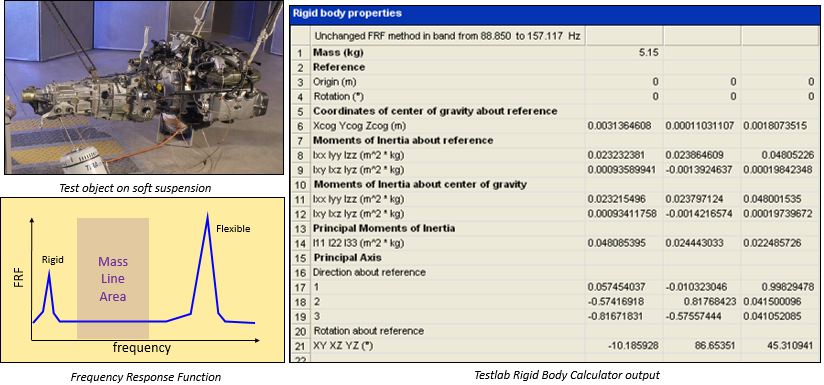 Test object on soft suspension
FRF
Rigid
Mass
Line
Area
Flexible
frequency
Frequency Response Function
Rigid body properties
Unchanged FRF method in band from 88.850 to 157.117 Hz
1 Mass (kg) 5.15
2 Reference
3 Origin (m) 0 0 0
4 Rotation (°) 0 0 0
5 Coordinates of center of gravity about reference
6 Xcog Ycog Zcog (m) 0.0031364608 0.00011031107 0.0018073515
7 Moments of Inertia about reference
8 Ixx Iyy Izz (m^2 * kg) 0.023232381 0.023864609 0.04805226
9 Ixy Ixz Iyz (m^2 * kg) 0.00093589941 -0.0013924637 0.00019842348
10 Moments of Inertia about center of gravity
11 Ixx Iyy Izz (m^2 * kg) 0.023215496 0.023797124 0.048001535
12 Ixy Ixz Iyz (m^2 * kg) 0.00093411758 -0.0014216574 0.00019739672
13 Principal Moments of Inertia
14 I11 I22 I33 (m^2 * kg) 0.048085395 0.024443033 0.022485726
15 Principal Axis
16 Direction about reference
17 1 0.057454037 -0.010323046 0.99829478
18 2 -0.57416918 0.81768423 0.041500096
19 3 -0.81671831 -0.57557444 0.041052085
20 Rotation about reference
21 XY XZ YZ (°) -10.185928 86.65351 45.310941
Testlab Rigid Body Calculator output